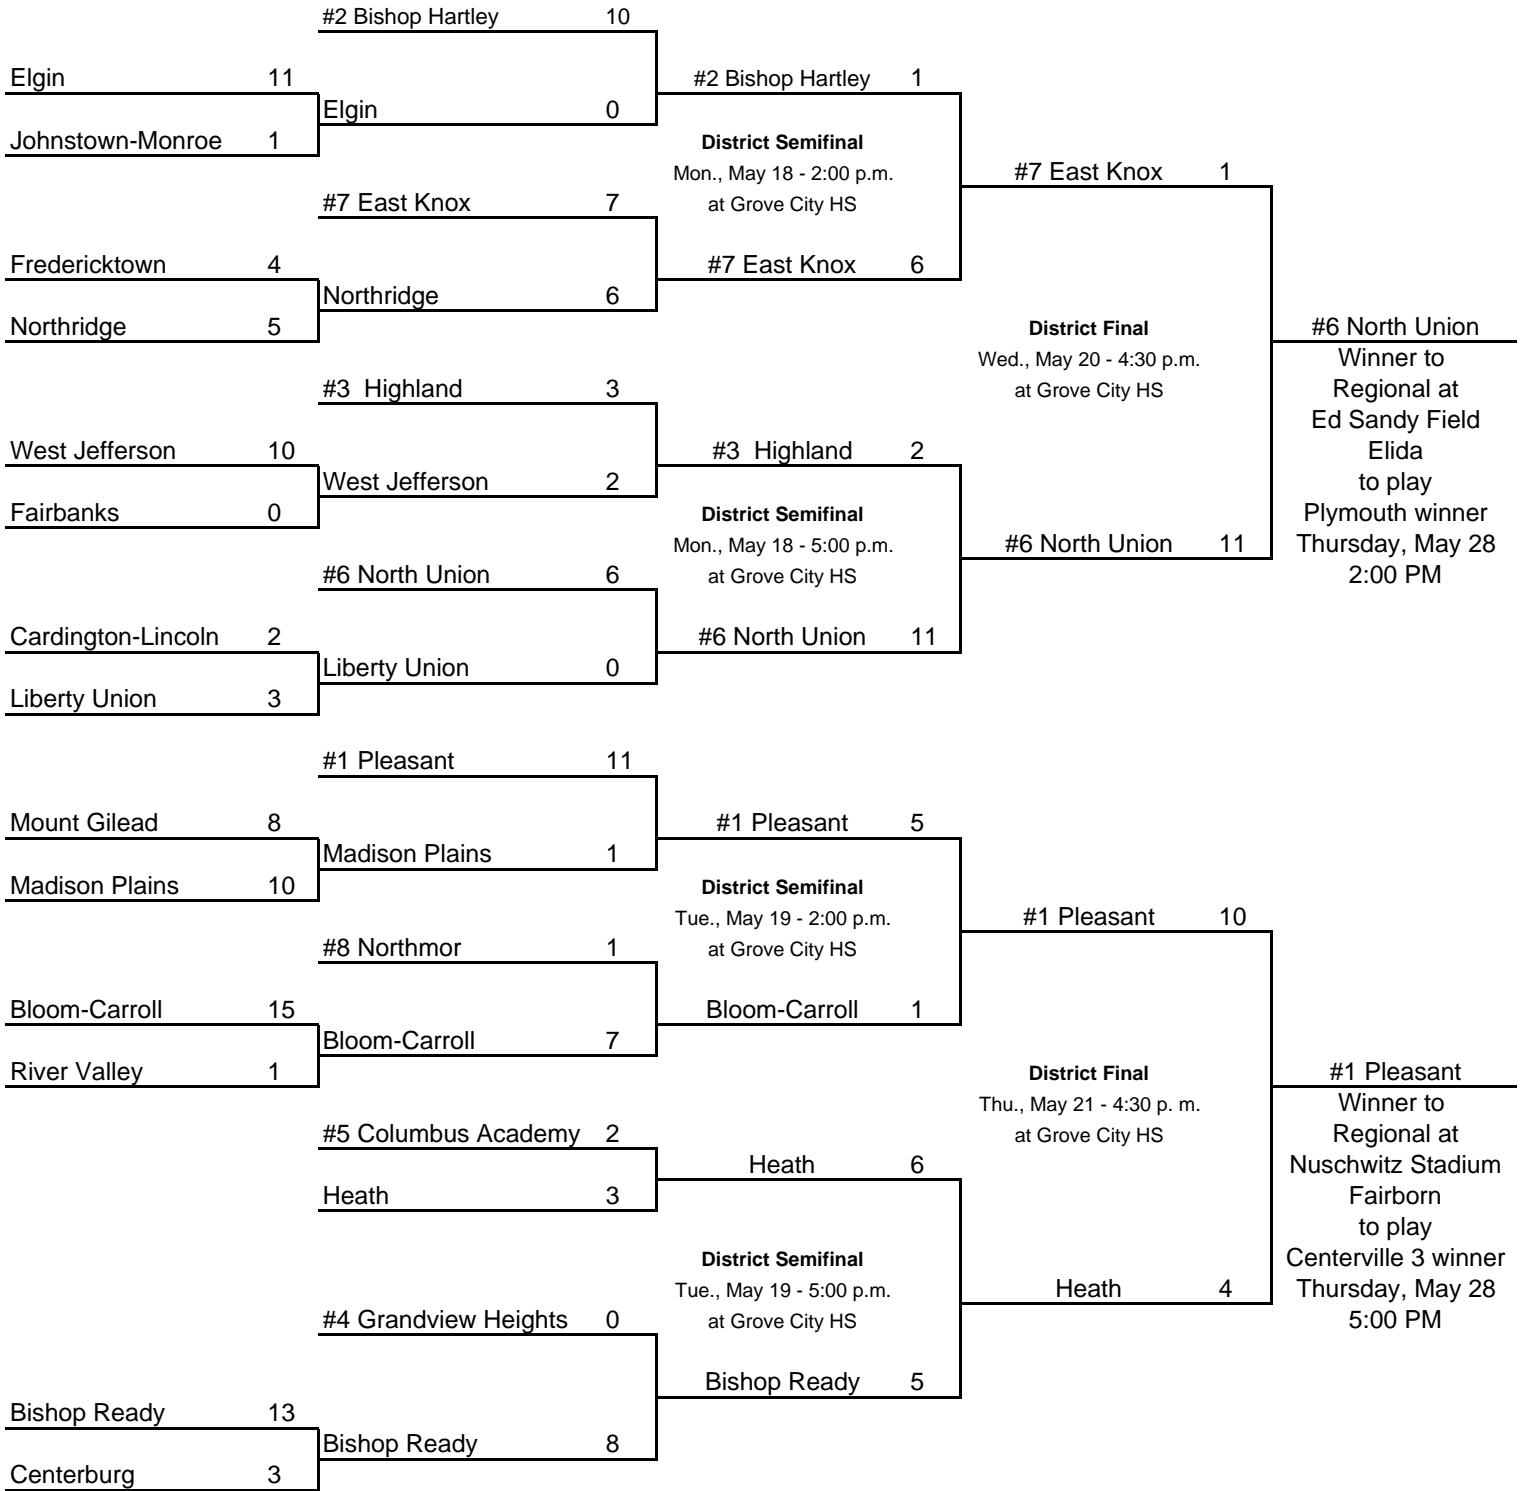 #2 Bishop Hartley 10
Elgin 11
#2 Bishop Hartley 1
Elgin 0
Johnstown-Monroe 1
District Semifinal
Mon., May 18 - 2:00 p.m.
#7 East Knox 1
#7 East Knox 7
at Grove City HS
Fredericktown 4
#7 East Knox 6
Northridge 6
Northridge 5
District Final
#6 North Union
Wed., May 20 - 4:30 p.m.
Winner to
#3 Highland 3
at Grove City HS
Regional at
Ed Sandy Field
West Jefferson 10
#3 Highland 2
Elida
West Jefferson 2
to play
Fairbanks 0
District Semifinal
Plymouth winner
Mon., May 18 - 5:00 p.m.
#6 North Union 11
Thursday, May 28
#6 North Union 6
at Grove City HS
2:00 PM
Cardington-Lincoln 2
#6 North Union 11
Liberty Union 0
Liberty Union 3
#1 Pleasant 11
Mount Gilead 8
#1 Pleasant 5
Madison Plains 1
Madison Plains 10
District Semifinal
Tue., May 19 - 2:00 p.m.
#1 Pleasant 10
#8 Northmor 1
at Grove City HS
Bloom-Carroll 15
Bloom-Carroll 1
Bloom-Carroll 7
River Valley 1
District Final
#1 Pleasant
Thu., May 21 - 4:30 p. m.
Winner to
#5 Columbus Academy 2
at Grove City HS
Regional at
Heath 6
Nuschwitz Stadium
Heath 3
Fairborn
to play
District Semifinal
Centerville 3 winner
Tue., May 19 - 5:00 p.m.
Heath 4
Thursday, May 28
#4 Grandview Heights 0
at Grove City HS
5:00 PM
Bishop Ready 5
Bishop Ready 13
Bishop Ready 8
Centerburg 3